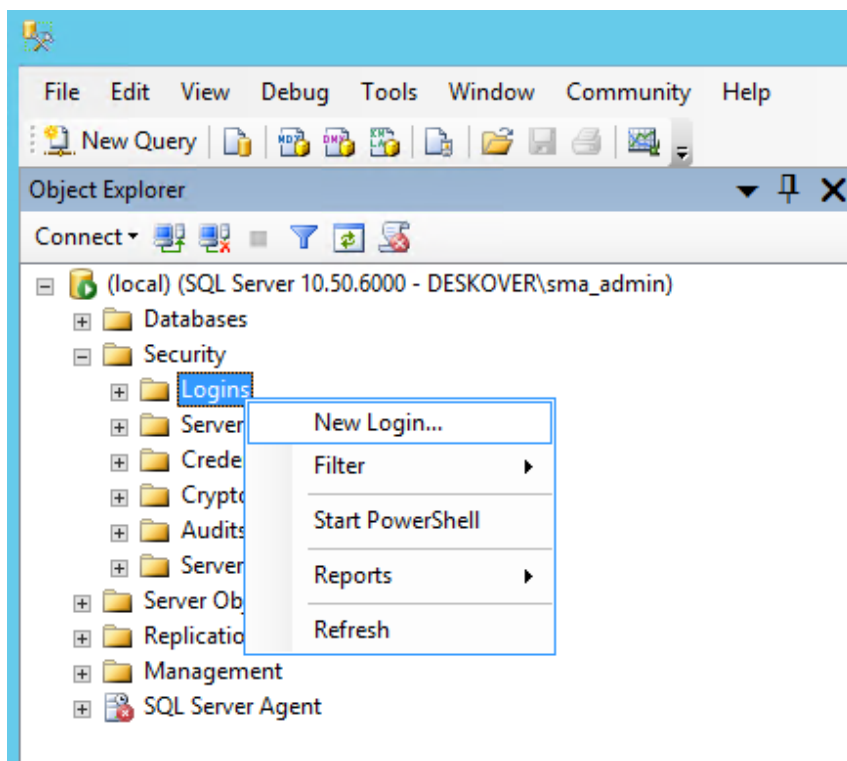 File Edit View Debug Tools Window Community Help
New Query
Object Explorer
Connect
(local) (SQL Server 10.50.6000 - DESKOVER\sma_admin)
Databases
Security
Logins
New Login...
Server
Filter
Crede
Start PowerShell
Crypto
Audits
Reports
Server
Server Ob
Refresh
Replicatio
Management
SQL Server Agent